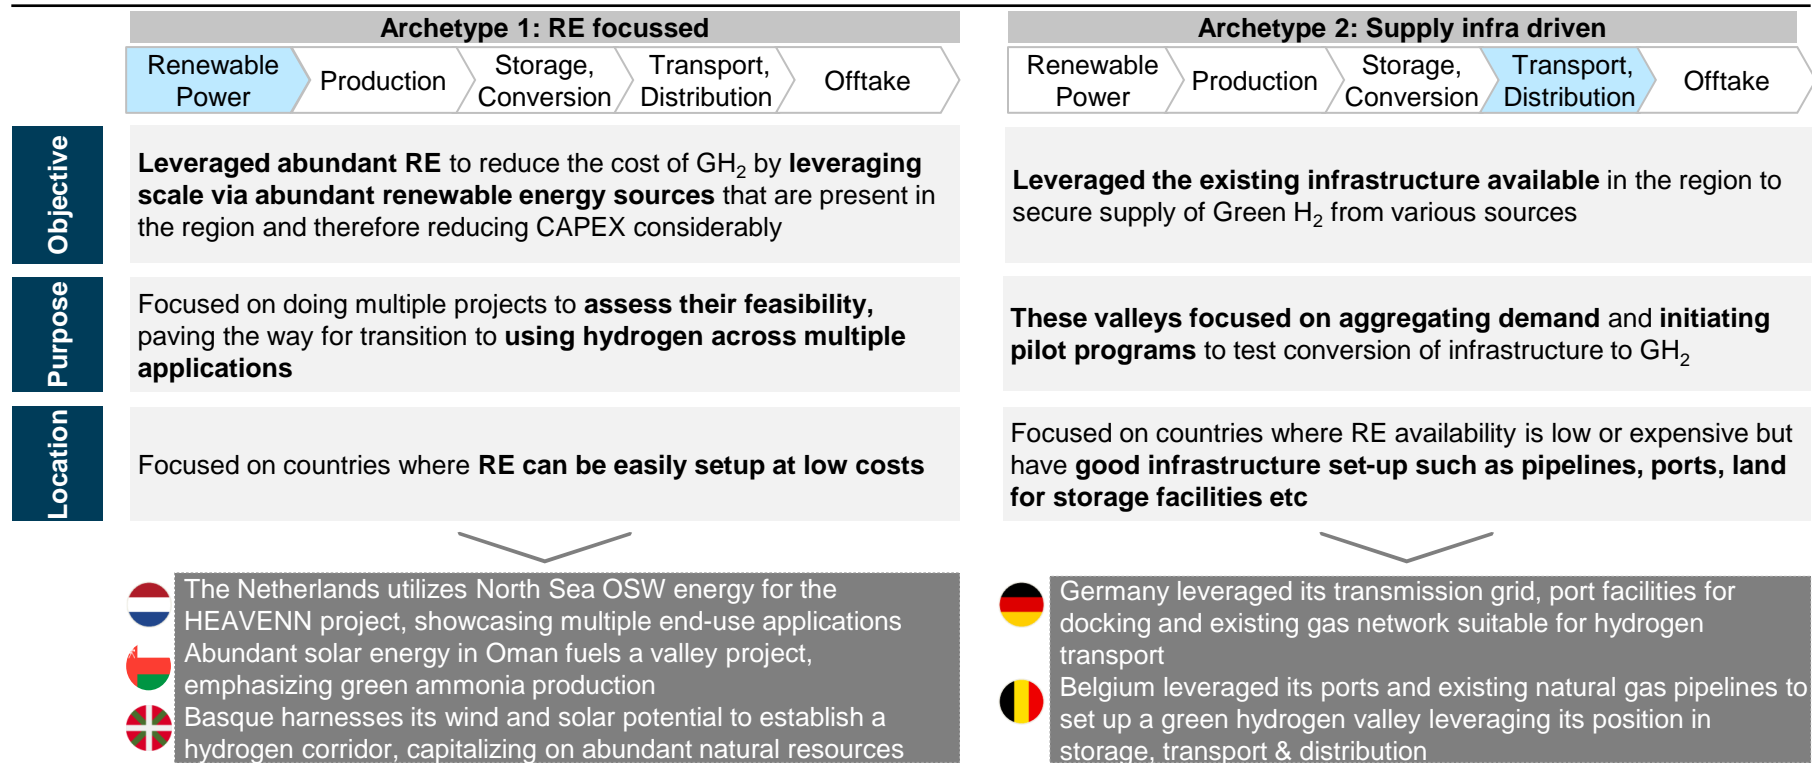 Archetype 1: RE focussed
Renewable
Power
Production
Storage,
Conversion
Transport,
Distribution
Offtake
Archetype 2: Supply infra driven
Renewable
Power
Production
Storage,
Conversion
Transport,
Distribution
Offtake
Objective
Leveraged abundant RE to reduce the cost of GH₂ by leveraging
scale via abundant renewable energy sources that are present in
the region and therefore reducing CAPEX considerably
Leveraged the existing infrastructure available in the region to
secure supply of Green H₂ from various sources
Purpose
Focused on doing multiple projects to assess their feasibility,
paving the way for transition to using hydrogen across multiple
applications
These valleys focused on aggregating demand and initiating
pilot programs to test conversion of infrastructure to GH₂
Location
Focused on countries where RE can be easily setup at low costs
Focused on countries where RE availability is low or expensive but
have good infrastructure set-up such as pipelines, ports, land
for storage facilities etc
The Netherlands utilizes North Sea OSW energy for the
HEAVENN project, showcasing multiple end-use applications
Abundant solar energy in Oman fuels a valley project,
emphasizing green ammonia production
Basque harnesses its wind and solar potential to establish a
hydrogen corridor, capitalizing on abundant natural resources
Germany leveraged its transmission grid, port facilities for
docking and existing gas network suitable for hydrogen
transport
Belgium leveraged its ports and existing natural gas pipelines to
set up a green hydrogen valley leveraging its position in
storage, transport & distribution